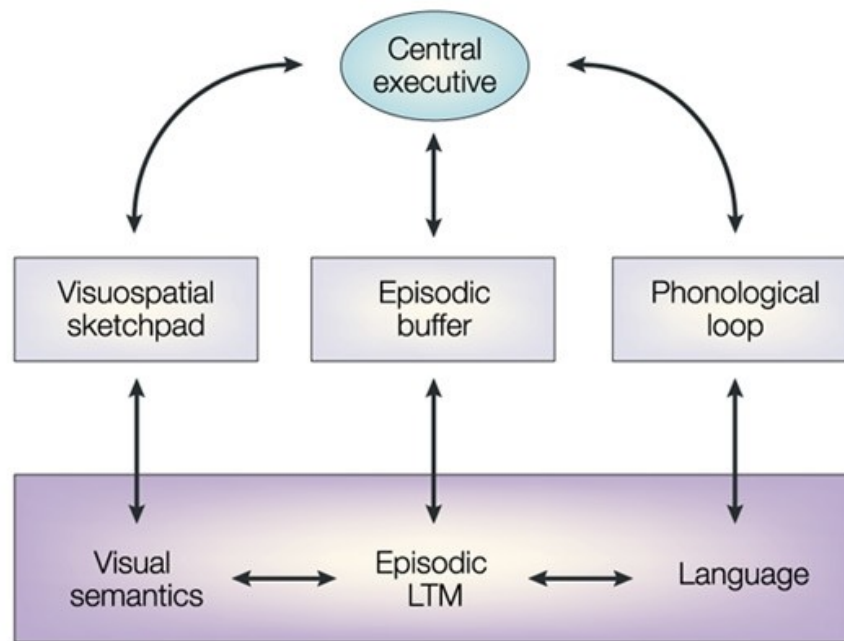 Central
executive
Visuospatial
sketchpad
Episodic
buffer
Phonological
loop
Visual
semantics
Episodic
LTM
Language